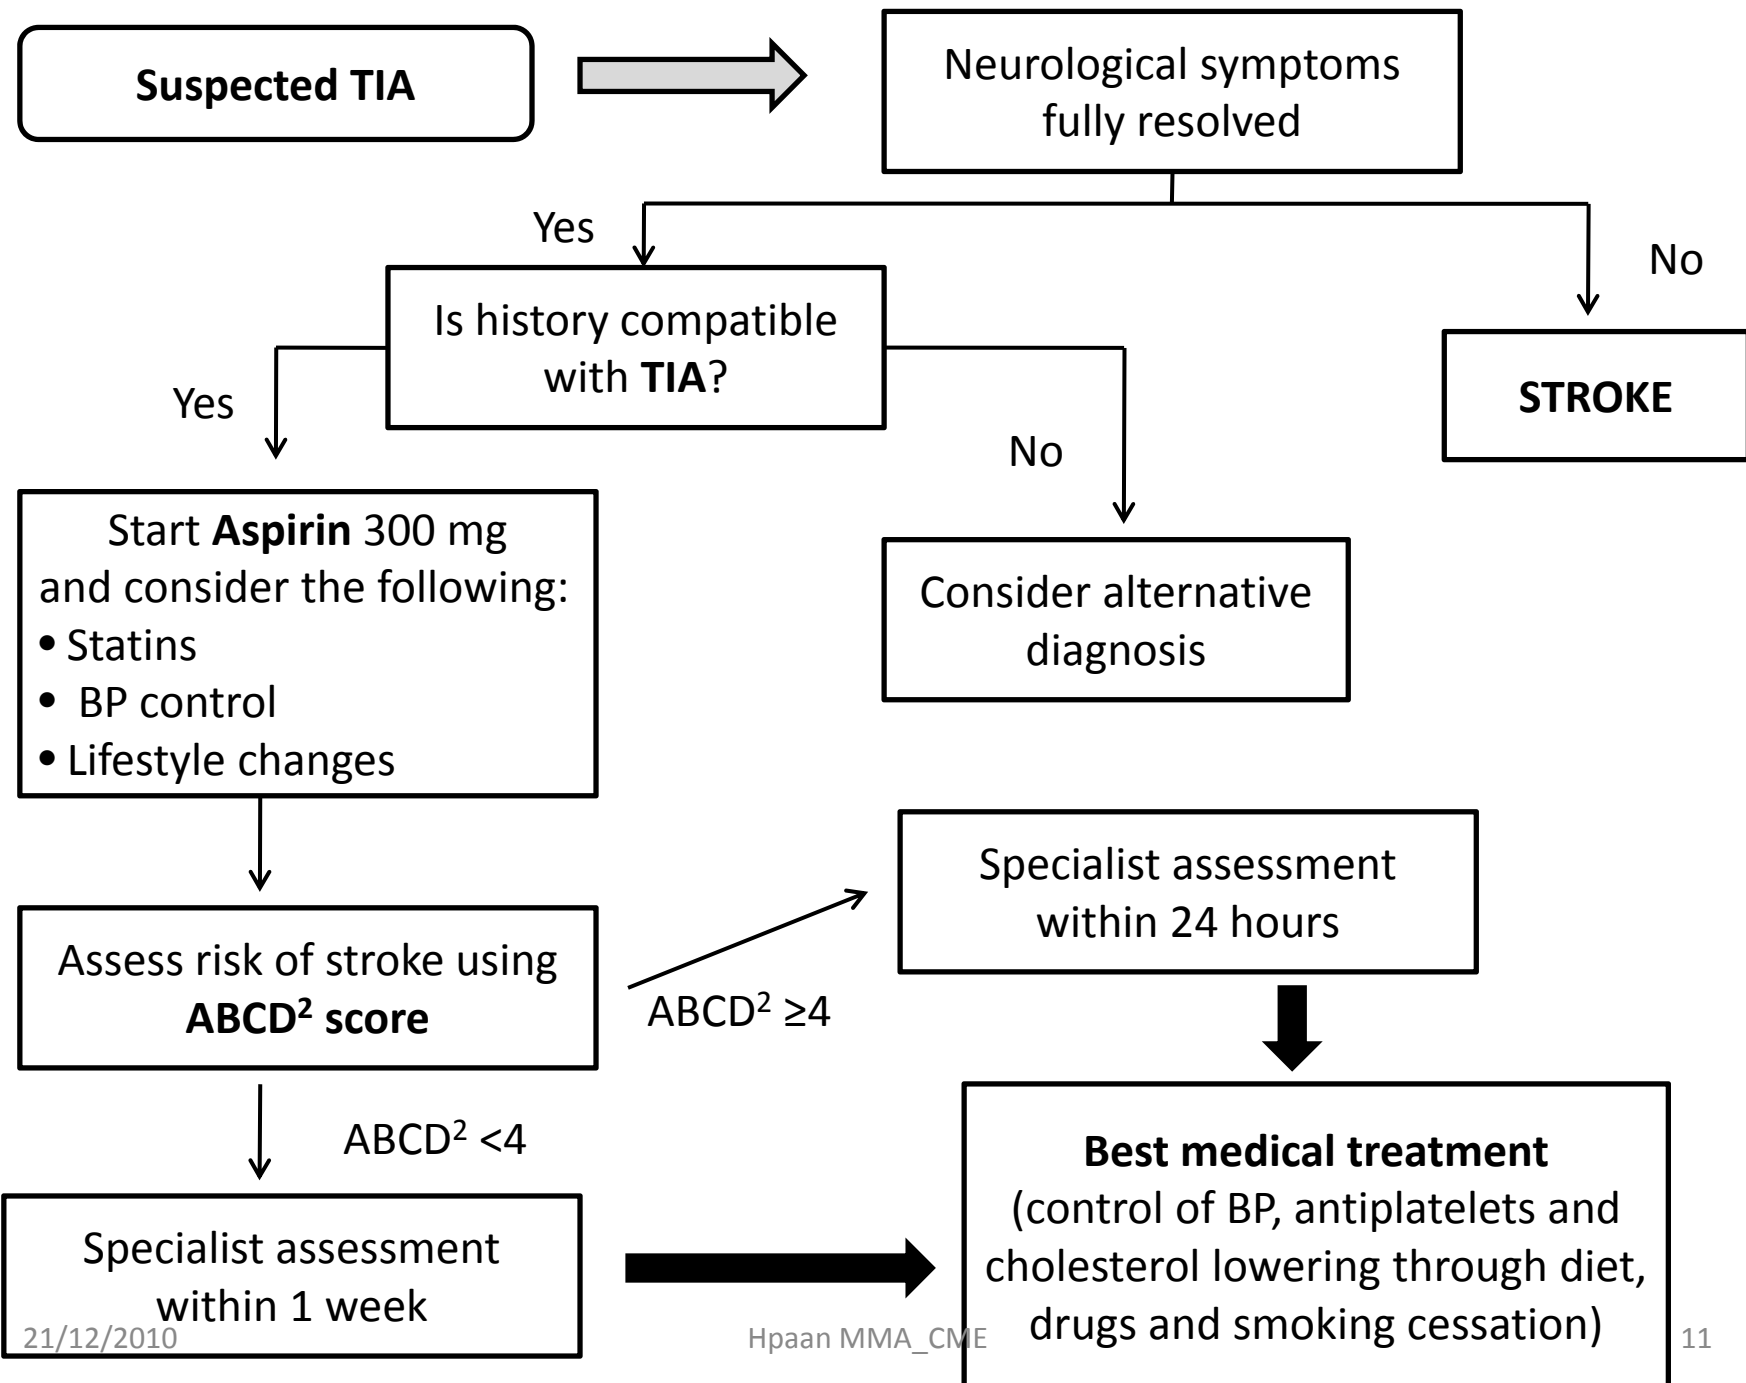 Suspected TIA
Neurological symptoms
fully resolved
Yes
No
Is history compatible
with TIA?
STROKE
Yes
No
Start Aspirin 300 mg
and consider the following:
• Statins
• BP control
• Lifestyle changes
Consider alternative
diagnosis
Specialist assessment
within 24 hours
Assess risk of stroke using
ABCD² score
ABCD² ≥4
ABCD² <4
Best medical treatment
(control of BP, antiplatelets and
cholesterol lowering through diet,
drugs and smoking cessation)
Specialist assessment
within 1 week
21/12/2010
Hpaan MMA_CME
11